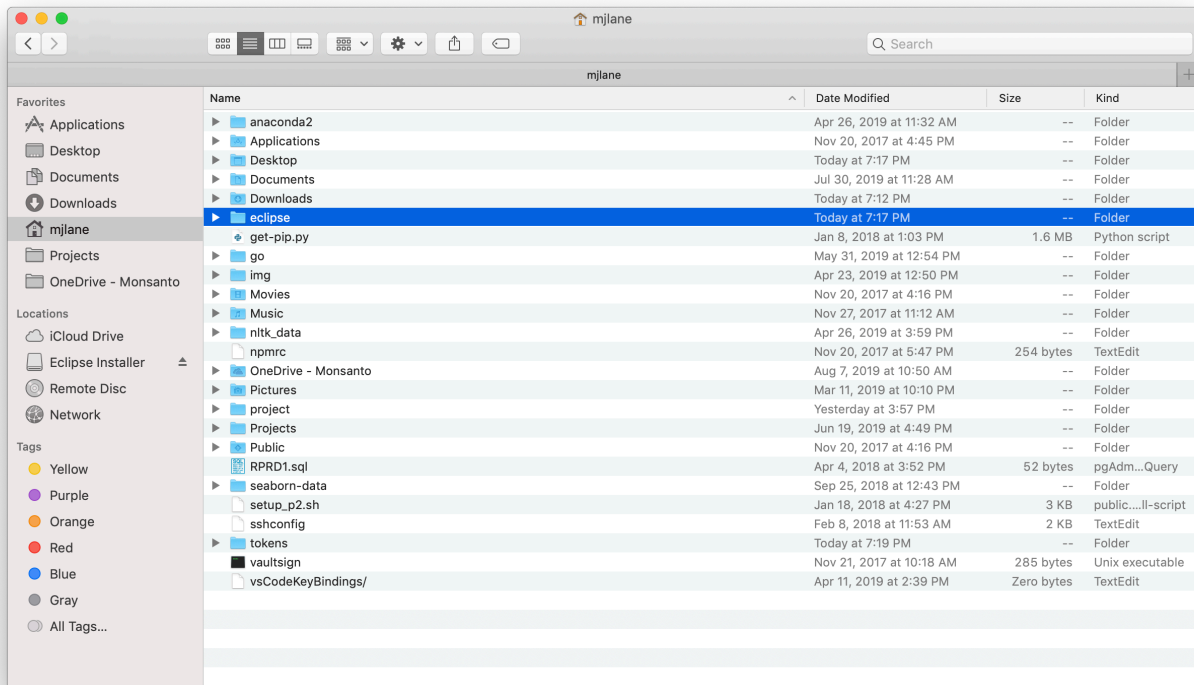 mjlane
Search
mjlane
Favorites
Applications
Desktop
Documents
Downloads
mjlane
Projects
OneDrive - Monsanto
Locations
iCloud Drive
Eclipse Installer
Remote Disc
Network
Tags
Yellow
Purple
Orange
Red
Blue
Gray
All Tags...
Name Date Modified Size Kind
anaconda2 Apr 26, 2019 at 11:32 AM -- Folder
Applications Nov 20, 2017 at 4:45 PM -- Folder
Desktop Today at 7:17 PM -- Folder
Documents Jul 30, 2019 at 11:28 AM -- Folder
Downloads Today at 7:12 PM -- Folder
eclipse Today at 7:17 PM -- Folder
get-pip.py Jan 8, 2018 at 1:03 PM 1.6 MB Python script
go May 31, 2019 at 12:54 PM -- Folder
img Apr 23, 2019 at 12:50 PM -- Folder
Movies Nov 20, 2017 at 4:16 PM -- Folder
Music Nov 27, 2017 at 11:12 AM -- Folder
nltk_data Apr 26, 2019 at 3:59 PM -- Folder
npmrc Nov 20, 2017 at 5:47 PM 254 bytes TextEdit
OneDrive - Monsanto Aug 7, 2019 at 10:50 AM -- Folder
Pictures Mar 11, 2019 at 10:10 PM -- Folder
project Yesterday at 3:57 PM -- Folder
Projects Jun 19, 2019 at 4:49 PM -- Folder
Public Nov 20, 2017 at 4:16 PM -- Folder
RPRD1.sql Apr 4, 2018 at 3:52 PM 52 bytes pgAdm...Query
seaborn-data Sep 25, 2018 at 12:43 PM -- Folder
setup_p2.sh Jan 18, 2018 at 4:27 PM 3 KB public....ll-script
sshconfig Feb 8, 2018 at 11:53 AM 2 KB TextEdit
tokens Today at 7:19 PM -- Folder
vaultsign Nov 21, 2017 at 10:18 AM 285 bytes Unix executable
vsCodeKeyBindings/ Apr 11, 2019 at 2:39 PM Zero bytes TextEdit